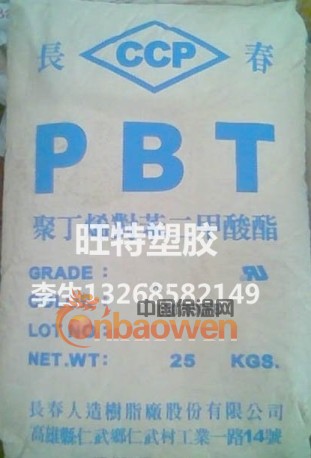 長 CCP 春
PBT
聚丁烯對苯二甲酸酯
旺特塑胶
GRADE :
李生13268582149
LOT NO :
中国保温网
cnbaowen
NET.WT: 25 KGS.
長春人造樹脂廠股份有限公司
高雄縣仁武鄉仁武村工業一路14號